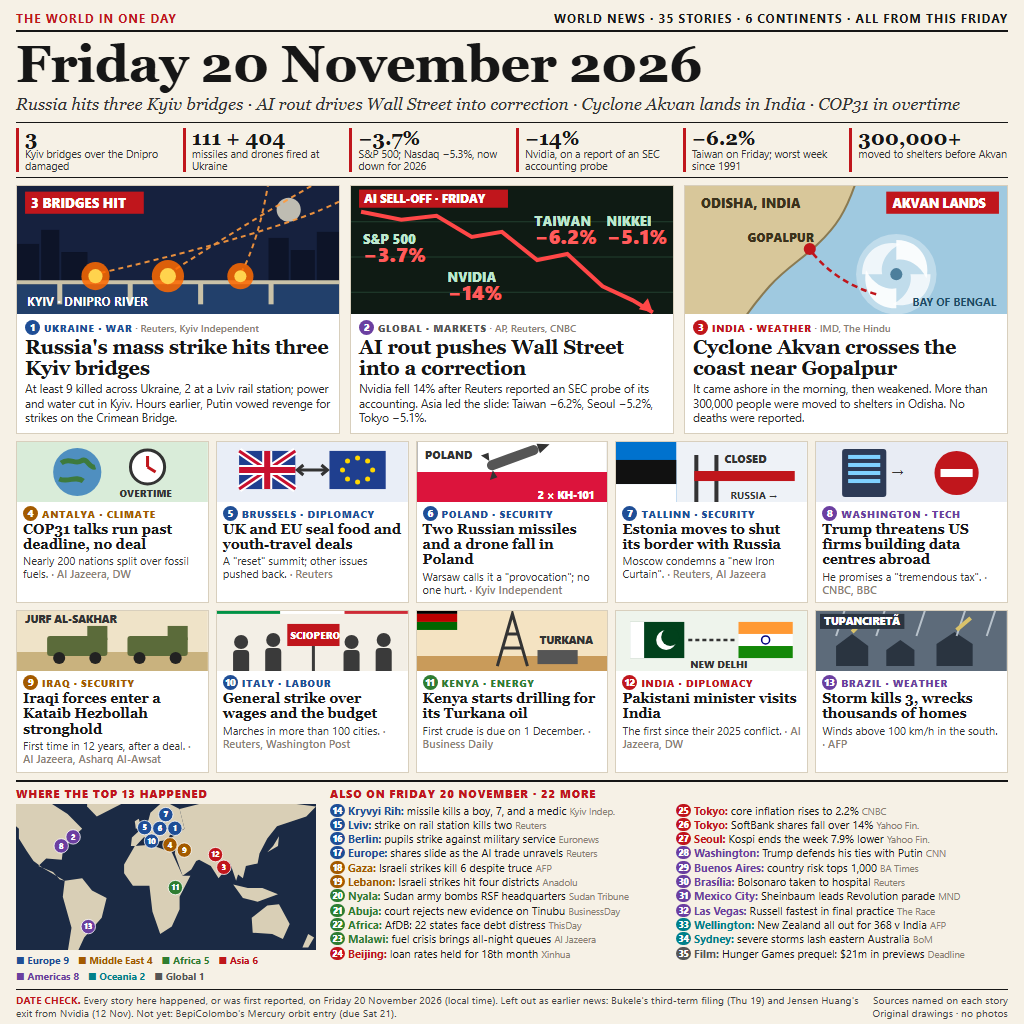 THE WORLD IN ONE DAY
WORLD NEWS · 35 STORIES · 6 CONTINENTS · ALL FROM THIS FRIDAY
Friday 20 November 2026
Russia hits three Kyiv bridges · AI rout drives Wall Street into correction · Cyclone Akvan lands in India · COP31 in overtime
3
Kyiv bridges over the Dnipro
damaged
111 + 404
missiles and drones fired at
Ukraine
−3.7%
S&P 500; Nasdaq −5.3%, now
down for 2026
−14%
Nvidia, on a report of an SEC
accounting probe
−6.2%
Taiwan on Friday; worst week
since 1991
300,000+
moved to shelters before Akvan
3 BRIDGES HIT
KYIV · DNIPRO RIVER
1 UKRAINE · WAR · Reuters, Kyiv Independent
Russia's mass strike hits three
Kyiv bridges
At least 9 killed across Ukraine, 2 at a Lviv rail station; power
and water cut in Kyiv. Hours earlier, Putin vowed revenge for
strikes on the Crimean Bridge.
AI SELL-OFF · FRIDAY
S&P 500
−3.7%
TAIWAN
−6.2%
NIKKEI
−5.1%
NVIDIA
−14%
2 GLOBAL · MARKETS · AP, Reuters, CNBC
AI rout pushes Wall Street
into a correction
Nvidia fell 14% after Reuters reported an SEC probe of its
accounting. Asia led the slide: Taiwan −6.2%, Seoul −5.2%,
Tokyo −5.1%.
ODISHA, INDIA
AKVAN LANDS
GOPALPUR
BAY OF BENGAL
3 INDIA · WEATHER · IMD, The Hindu
Cyclone Akvan crosses the
coast near Gopalpur
It came ashore in the morning, then weakened. More than
300,000 people were moved to shelters in Odisha. No
deaths were reported.
OVERTIME
4 ANTALYA · CLIMATE
COP31 talks run past
deadline, no deal
Nearly 200 nations split over fossil
fuels. · Al Jazeera, DW
5 BRUSSELS · DIPLOMACY
UK and EU seal food and
youth-travel deals
A "reset" summit; other issues
pushed back. · Reuters
POLAND
2 × KH-101
6 POLAND · SECURITY
Two Russian missiles
and a drone fall in
Poland
Warsaw calls it a "provocation"; no
one hurt. · Kyiv Independent
CLOSED
RUSSIA →
7 TALLINN · SECURITY
Estonia moves to shut
its border with Russia
Moscow condemns a "new Iron
Curtain". · Reuters, Al Jazeera
→
8 WASHINGTON · TECH
Trump threatens US
firms building data
centres abroad
He promises a "tremendous tax". ·
CNBC, BBC
JURF AL-SAKHAR
9 IRAQ · SECURITY
Iraqi forces enter a
Kataib Hezbollah
stronghold
First time in 12 years, after a deal. ·
Al Jazeera, Asharq Al-Awsat
SCIOPERO
10 ITALY · LABOUR
General strike over
wages and the budget
Marches in more than 100 cities. ·
Reuters, Washington Post
TURKANA
11 KENYA · ENERGY
Kenya starts drilling for
its Turkana oil
First crude is due on 1 December. ·
Business Daily
NEW DELHI
12 INDIA · DIPLOMACY
Pakistani minister visits
India
The first since their 2025 conflict. · Al
Jazeera, DW
TUPANCIRETÃ
13 BRAZIL · WEATHER
Storm kills 3, wrecks
thousands of homes
Winds above 100 km/h in the south.
· AFP
WHERE THE TOP 13 HAPPENED
7
5 6 1
2
8
10 4
9
12
3
11
13
Europe 9 Middle East 4 Africa 5 Asia 6
Americas 8 Oceania 2 Global 1
ALSO ON FRIDAY 20 NOVEMBER · 22 MORE
14 Kryvyi Rih: missile kills a boy, 7, and a medic Kyiv Indep.
15 Lviv: strike on rail station kills two Reuters
16 Berlin: pupils strike against military service Euronews
17 Europe: shares slide as the AI trade unravels Reuters
18 Gaza: Israeli strikes kill 6 despite truce AFP
19 Lebanon: Israeli strikes hit four districts Anadolu
20 Nyala: Sudan army bombs RSF headquarters Sudan Tribune
21 Abuja: court rejects new evidence on Tinubu BusinessDay
22 Africa: AfDB: 22 states face debt distress ThisDay
23 Malawi: fuel crisis brings all-night queues Al Jazeera
24 Beijing: loan rates held for 18th month Xinhua
25 Tokyo: core inflation rises to 2.2% CNBC
26 Tokyo: SoftBank shares fall over 14% Yahoo Fin.
27 Seoul: Kospi ends the week 7.9% lower Yahoo Fin.
28 Washington: Trump defends his ties with Putin CNN
29 Buenos Aires: country risk tops 1,000 BA Times
30 Brasília: Bolsonaro taken to hospital Reuters
31 Mexico City: Sheinbaum leads Revolution parade MND
32 Las Vegas: Russell fastest in final practice The Race
33 Wellington: New Zealand all out for 368 v India AFP
34 Sydney: severe storms lash eastern Australia BoM
35 Film: Hunger Games prequel: $21m in previews Deadline
DATE CHECK. Every story here happened, or was first reported, on Friday 20 November 2026 (local time). Left out as earlier news: Bukele's third-term filing (Thu 19) and Jensen Huang's
exit from Nvidia (12 Nov). Not yet: BepiColombo's Mercury orbit entry (due Sat 21).
Sources named on each story
Original drawings · no photos